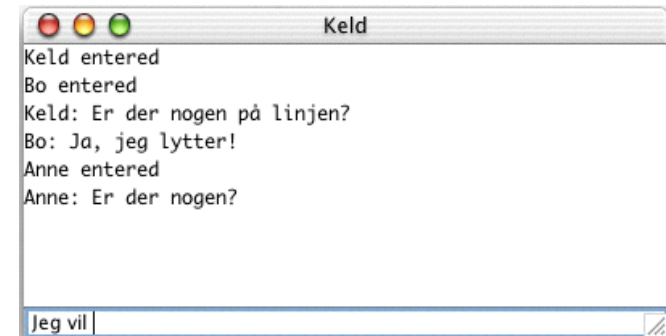 Keld
Keld entered
Bo entered
Keld: Er der nogen på linjen?
Bo: Ja, jeg lytter!
Anne entered
Anne: Er der nogen?
Jeg vil